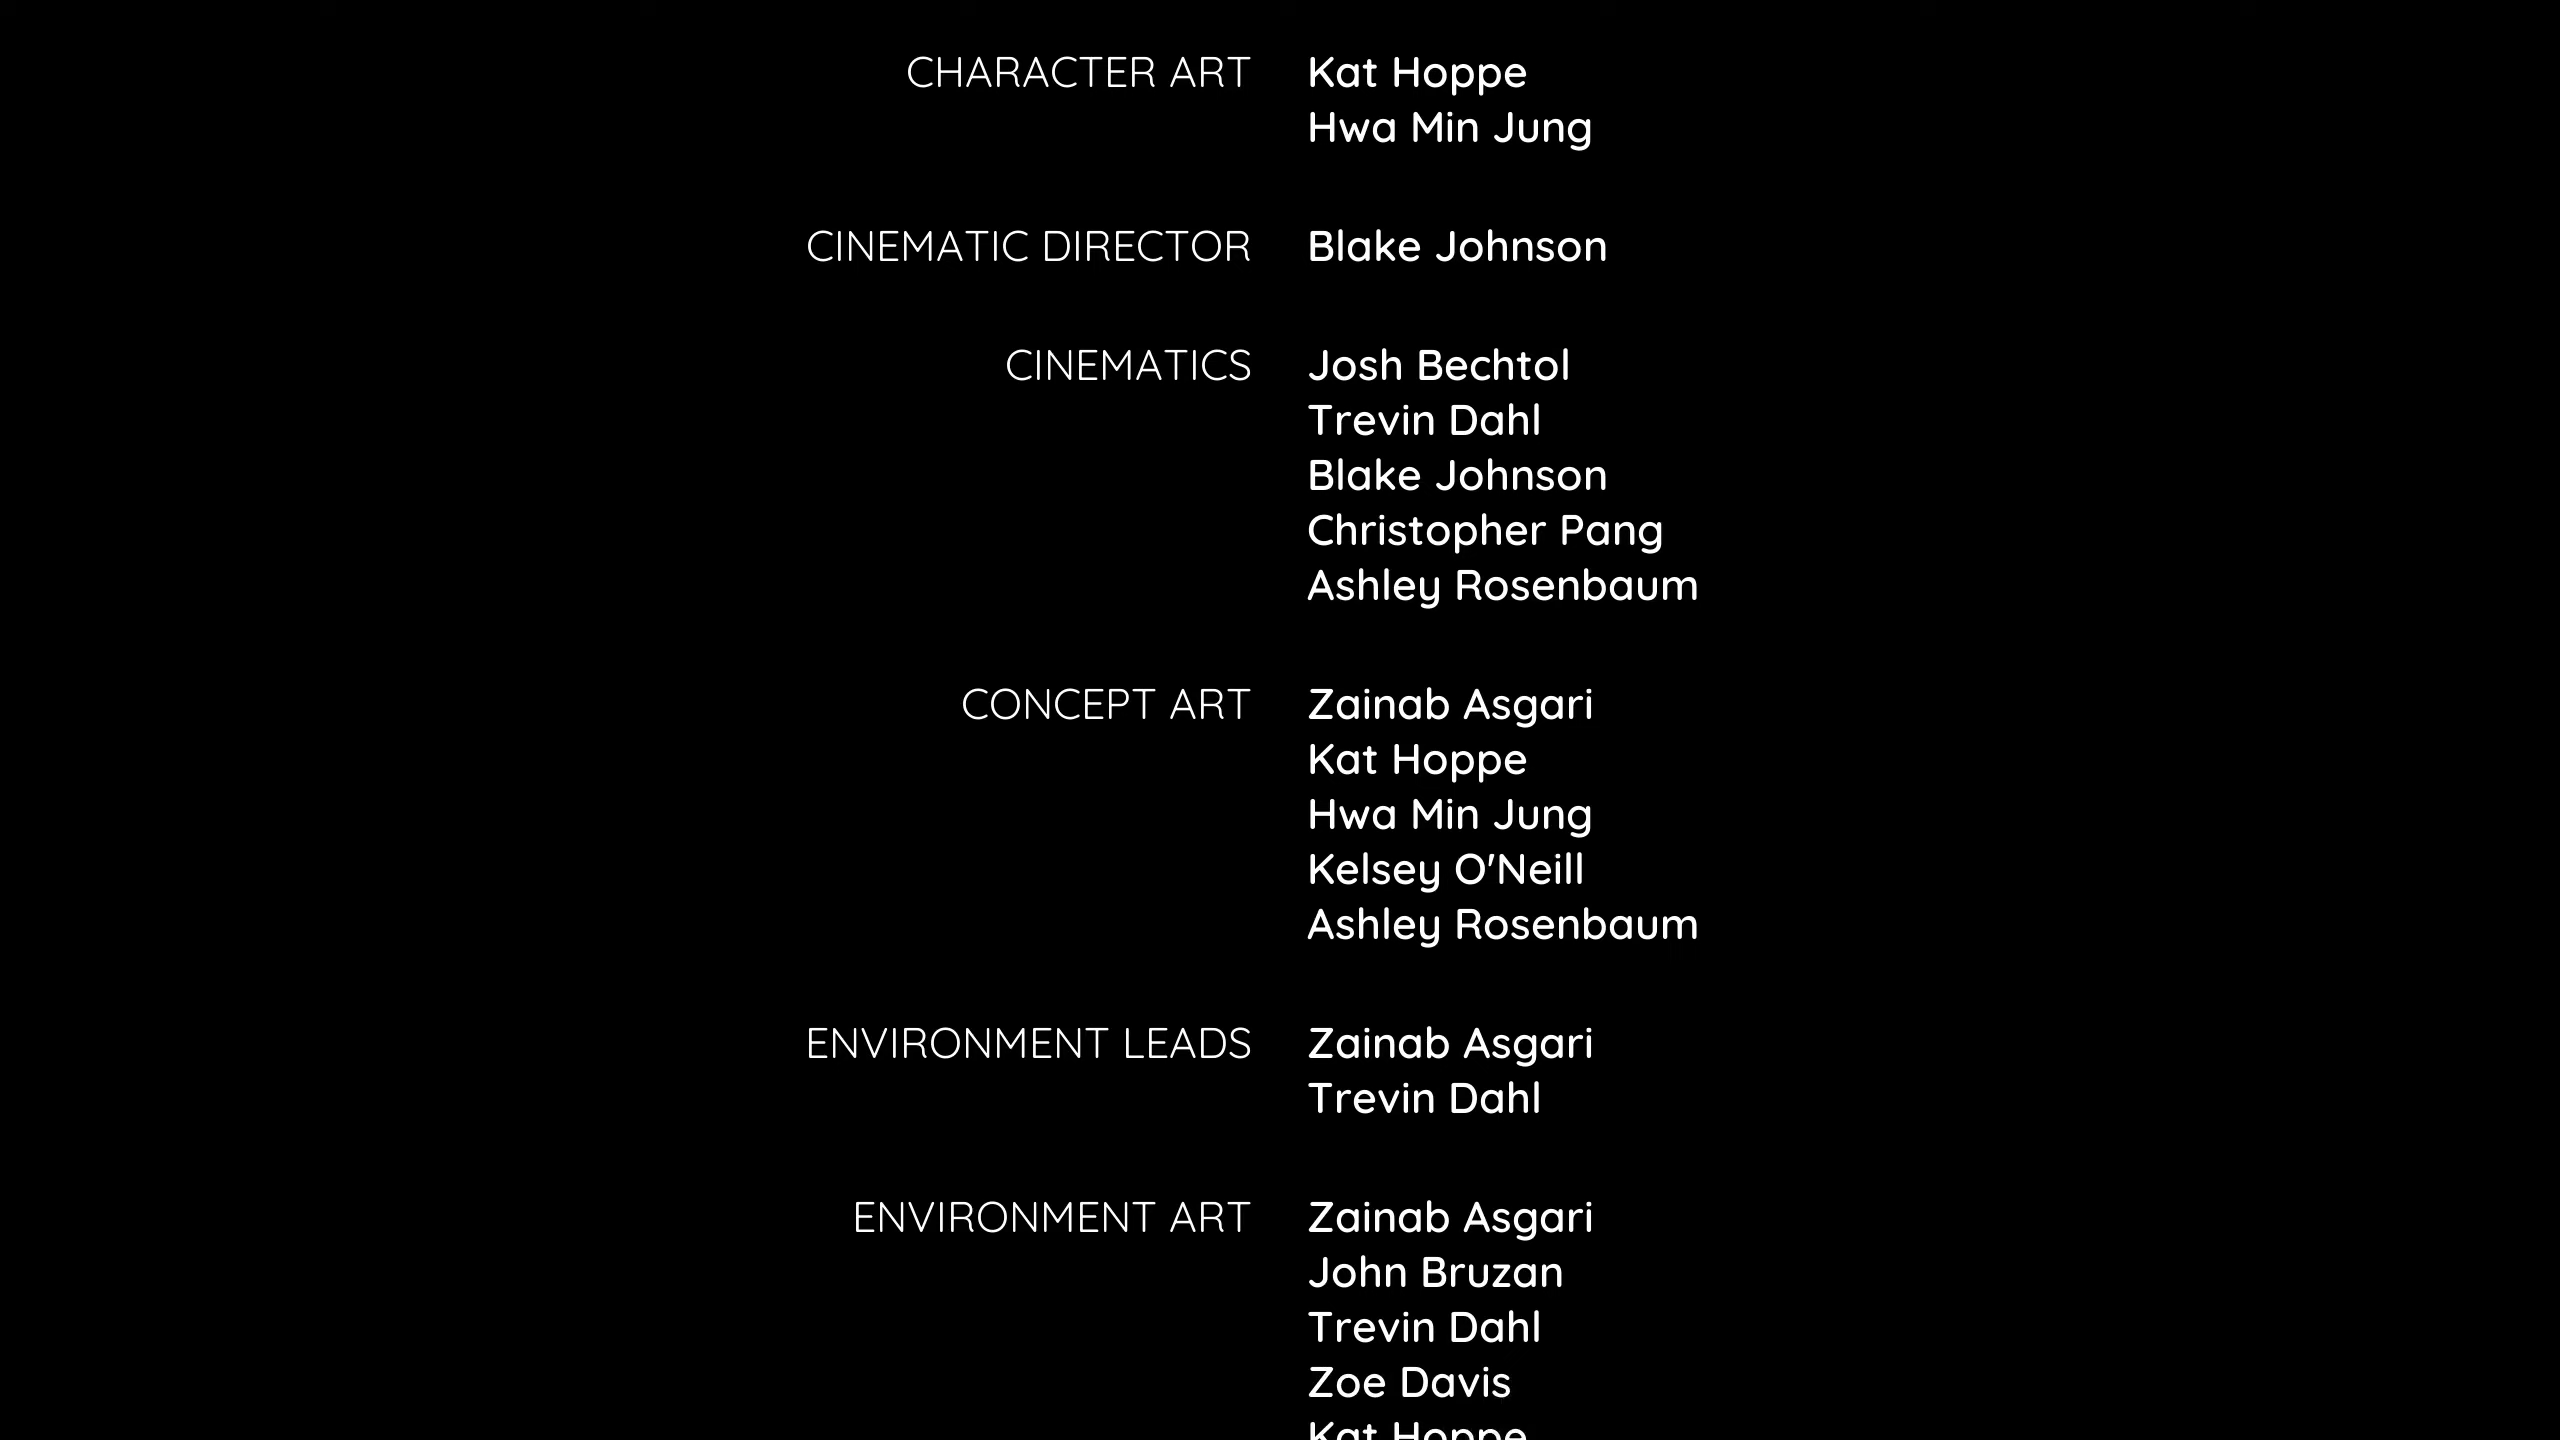 CHARACTER ART Kat Hoppe
Hwa Min Jung
CINEMATIC DIRECTOR Blake Johnson
CINEMATICS Josh Bechtol
Trevin Dahl
Blake Johnson
Christopher Pang
Ashley Rosenbaum
CONCEPT ART Zainab Asgari
Kat Hoppe
Hwa Min Jung
Kelsey O'Neill
Ashley Rosenbaum
ENVIRONMENT LEADS Zainab Asgari
Trevin Dahl
ENVIRONMENT ART Zainab Asgari
John Bruzan
Trevin Dahl
Zoe Davis
Kat Hoppe